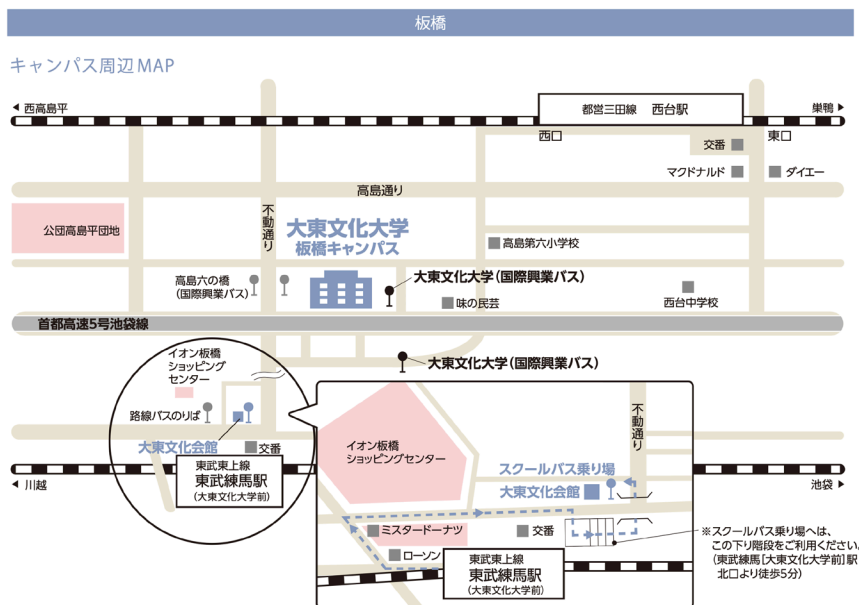 板橋
キャンパス周辺MAP
西高島平
都営三田線 西台駅
巣鴨
西口
東口
交番
マクドナルド
ダイエー
高島通り
公団高島平団地
不動通り
大東文化大学
板橋キャンパス
高島第六小学校
高島六の橋
(国際興業バス)
大東文化大学(国際興業バス)
味の民芸
西台中学校
首都高速5号池袋線
大東文化大学(国際興業バス)
イオン板橋
ショッピング
センター
路線バスのりば
大東文化会館
交番
東武東上線
東武練馬駅
(大東文化大学前)
川越
池袋
イオン板橋
ショッピングセンター
不動通り
スクールバス乗り場
大東文化会館
ミスタードーナツ
交番
ローソン
東武東上線
東武練馬駅
(大東文化大学前)
※スクールバス乗り場へは、
この下り階段をご利用ください。
(東武練馬[大東文化大学前]駅
北口より徒歩5分)